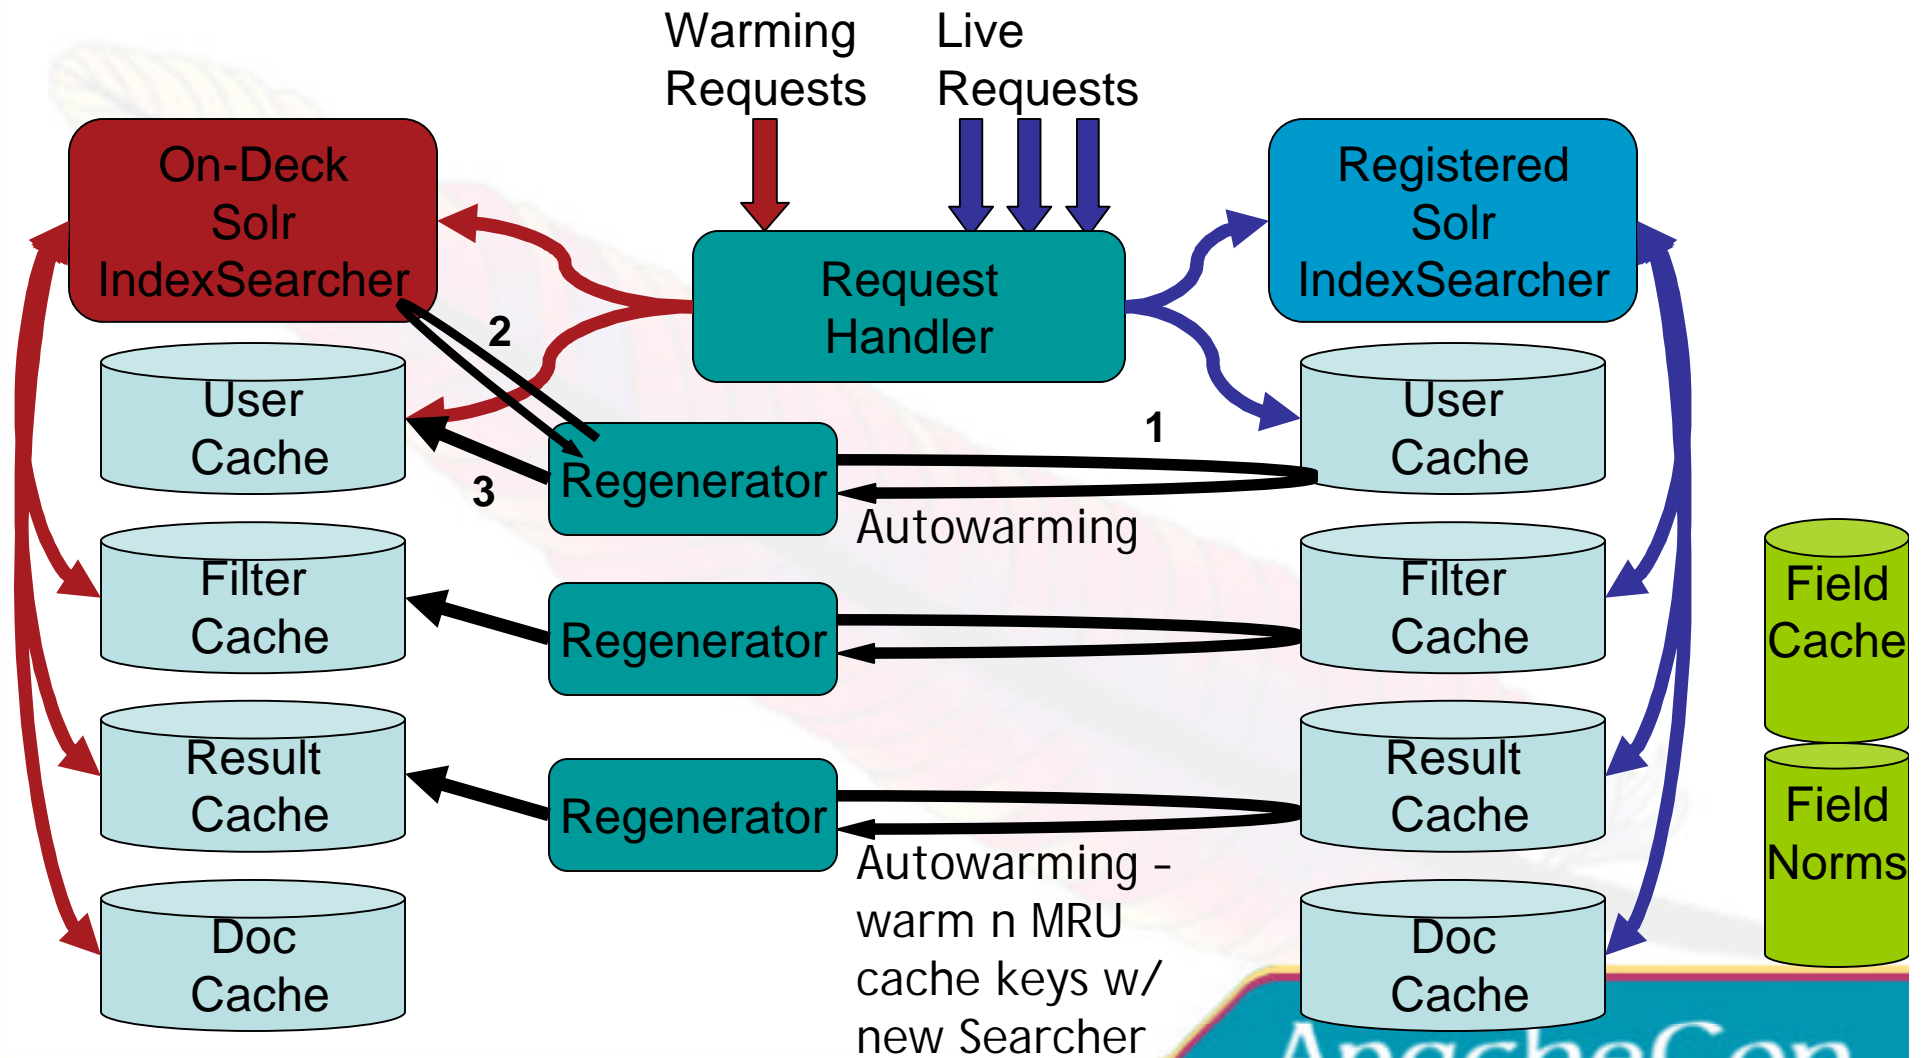 Warming
Requests
Live
Requests
On-Deck
Solr
IndexSearcher
Request
Handler
Registered
Solr
IndexSearcher
2
User
Cache
3
Regenerator
1
Autowarming
User
Cache
Filter
Cache
Regenerator
Filter
Cache
Field
Cache
Result
Cache
Regenerator
Autowarming -
warm n MRU
cache keys w/
new Searcher
Result
Cache
Field
Norms
Doc
Cache
Doc
Cache
ApacheCon